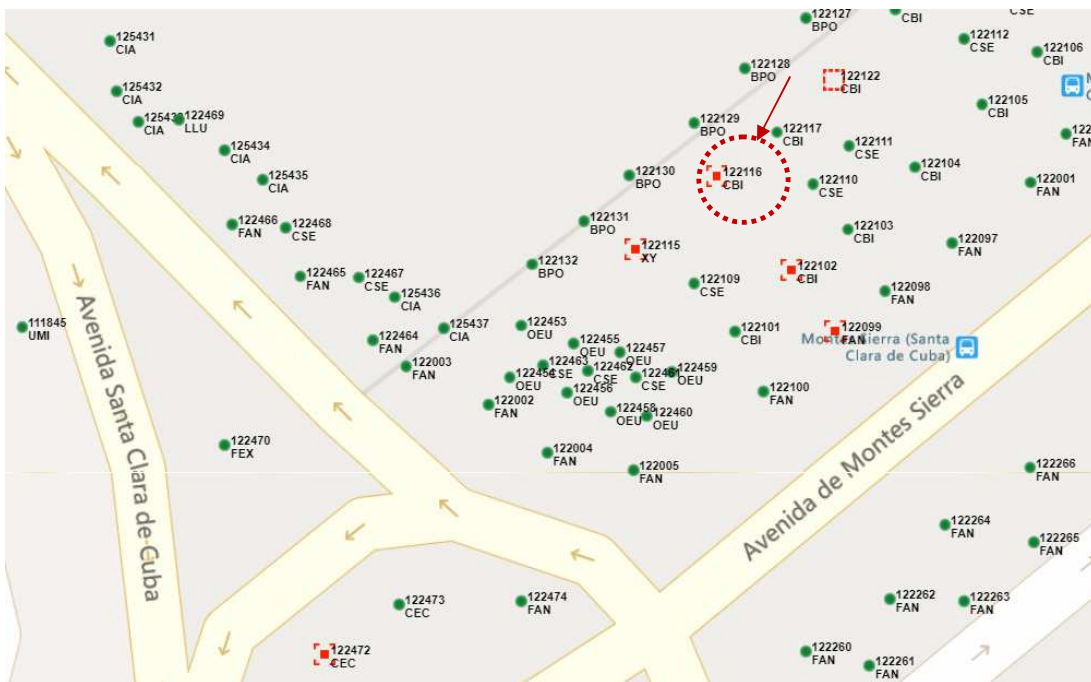 122127
BPO
CBI
CSE
122112
CSE
122106
CBI
125431
CIA
122128
BPO
122122
CBI
125432
CIA
122105
CBI
CIA
122469
LLU
122129
BPO
122117
CBI
122111
CSE
FAN
125434
CIA
122104
CBI
125435
CIA
122130
BPO
122116
CBI
122110
CSE
122001
FAN
122466
FAN
122468
CSE
122131
BPO
122103
CBI
122115
XY
122097
FAN
122132
BPO
122102
CBI
122465
FAN
122467
CSE
122109
CSE
122098
FAN
125436
CIA
111845
UMI
125437
CIA
122453
OEU
122101
CBI
122099
FAN
Montes Sierra (Santa
Clara de Cuba)
122464
FAN
122455
OEU
122457
OEU
122003
FAN
122463
CSE
122462
CSE
122459
OEU
122454
OEU
122461
CSE
122456
OEU
122100
FAN
122002
FAN
122458
OEU
122460
OEU
Avenida Santa Clara de Cuba
Avenida de Montes Sierra
122470
FEX
122004
FAN
122005
FAN
122266
FAN
122264
FAN
122265
FAN
122473
CEC
122474
FAN
122262
FAN
122263
FAN
122472
CEC
122260
FAN
122261
FAN